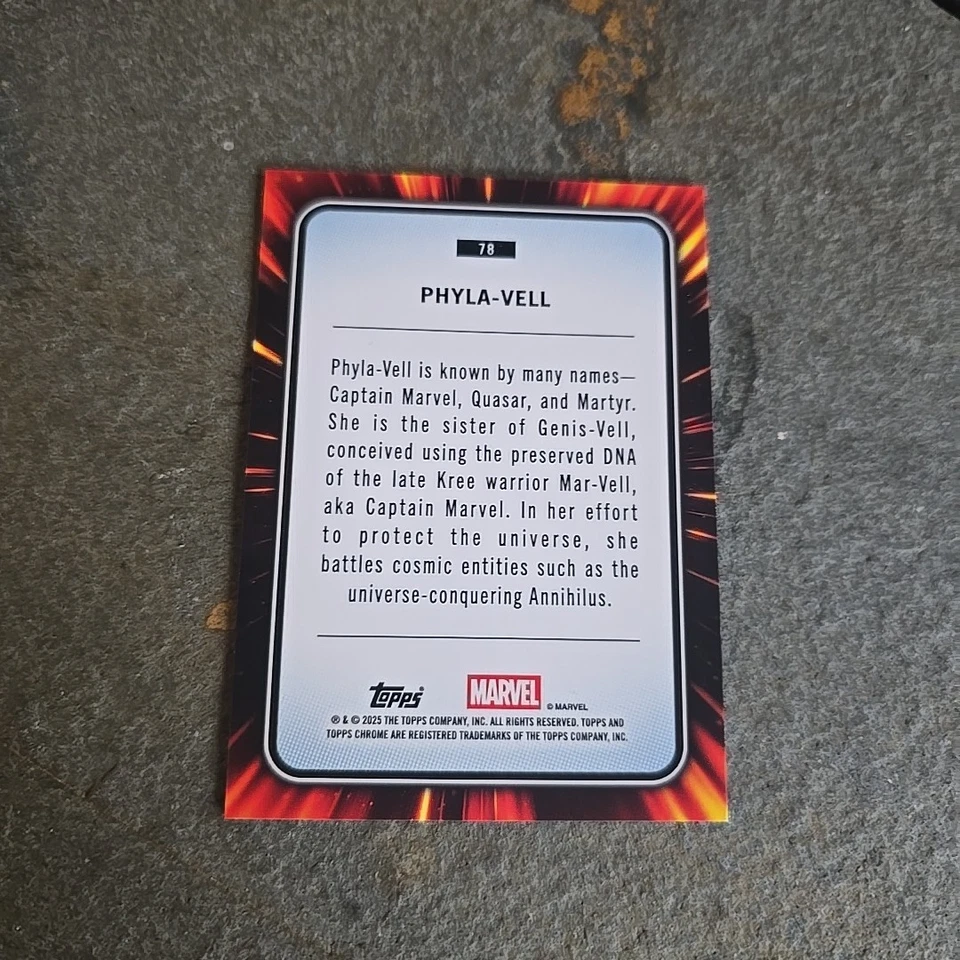 78
PHYLA-VELL
Phyla-Vell is known by many names—
Captain Marvel, Quasar, and Martyr.
She is the sister of Genis-Vell,
conceived using the preserved DNA
of the late Kree warrior Mar-Vell,
aka Captain Marvel. In her effort
to protect the universe, she
battles cosmic entities such as the
universe-conquering Annihilus.
topps® MARVEL © MARVEL
® & © 2025 THE TOPPS COMPANY, INC. ALL RIGHTS RESERVED. TOPPS AND
TOPPS CHROME ARE REGISTERED TRADEMARKS OF THE TOPPS COMPANY, INC.